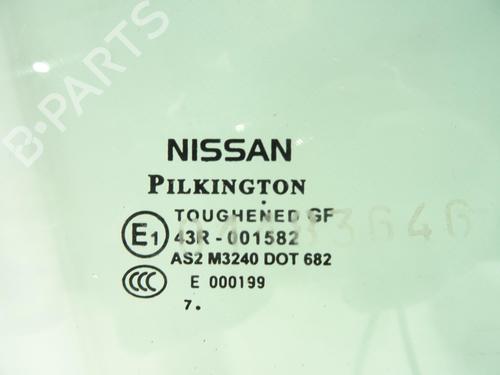 B-PARTS
NISSAN
PILKINGTON
TOUGHENED GF
E1 43R - 001582
AS2 M3240 DOT 682
CCC E 000199
7.